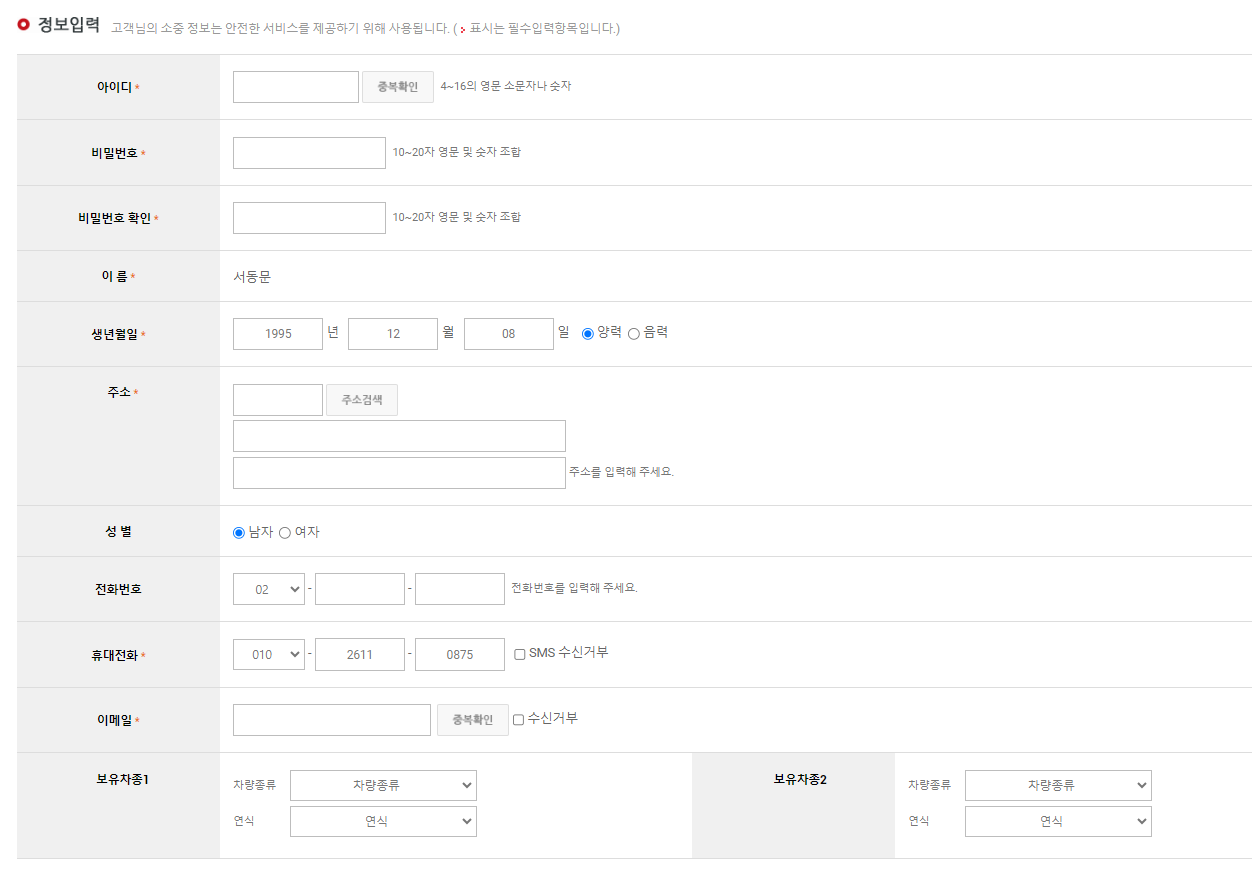 정보입력 고객님의 소중 정보는 안전한 서비스를 제공하기 위해 사용됩니다. ( 표시는 필수입력항목입니다.)
아이디 * 중복확인 4~16의 영문 소문자나 숫자
비밀번호 * 10~20자 영문 및 숫자 조합
비밀번호 확인 * 10~20자 영문 및 숫자 조합
이 름 * 서동문
생년월일 * 1995 년 12 월 08 일 양력 음력
주소 * 주소검색
주소를 입력해 주세요.
성 별 남자 여자
전화번호 02 - - 전화번호를 입력해 주세요.
휴대전화 * 010 - 2611 - 0875 SMS 수신거부
이메일 * 중복확인 수신거부
보유차종1 차량종류 차량종류 보유차종2 차량종류 차량종류
연식 연식 연식 연식